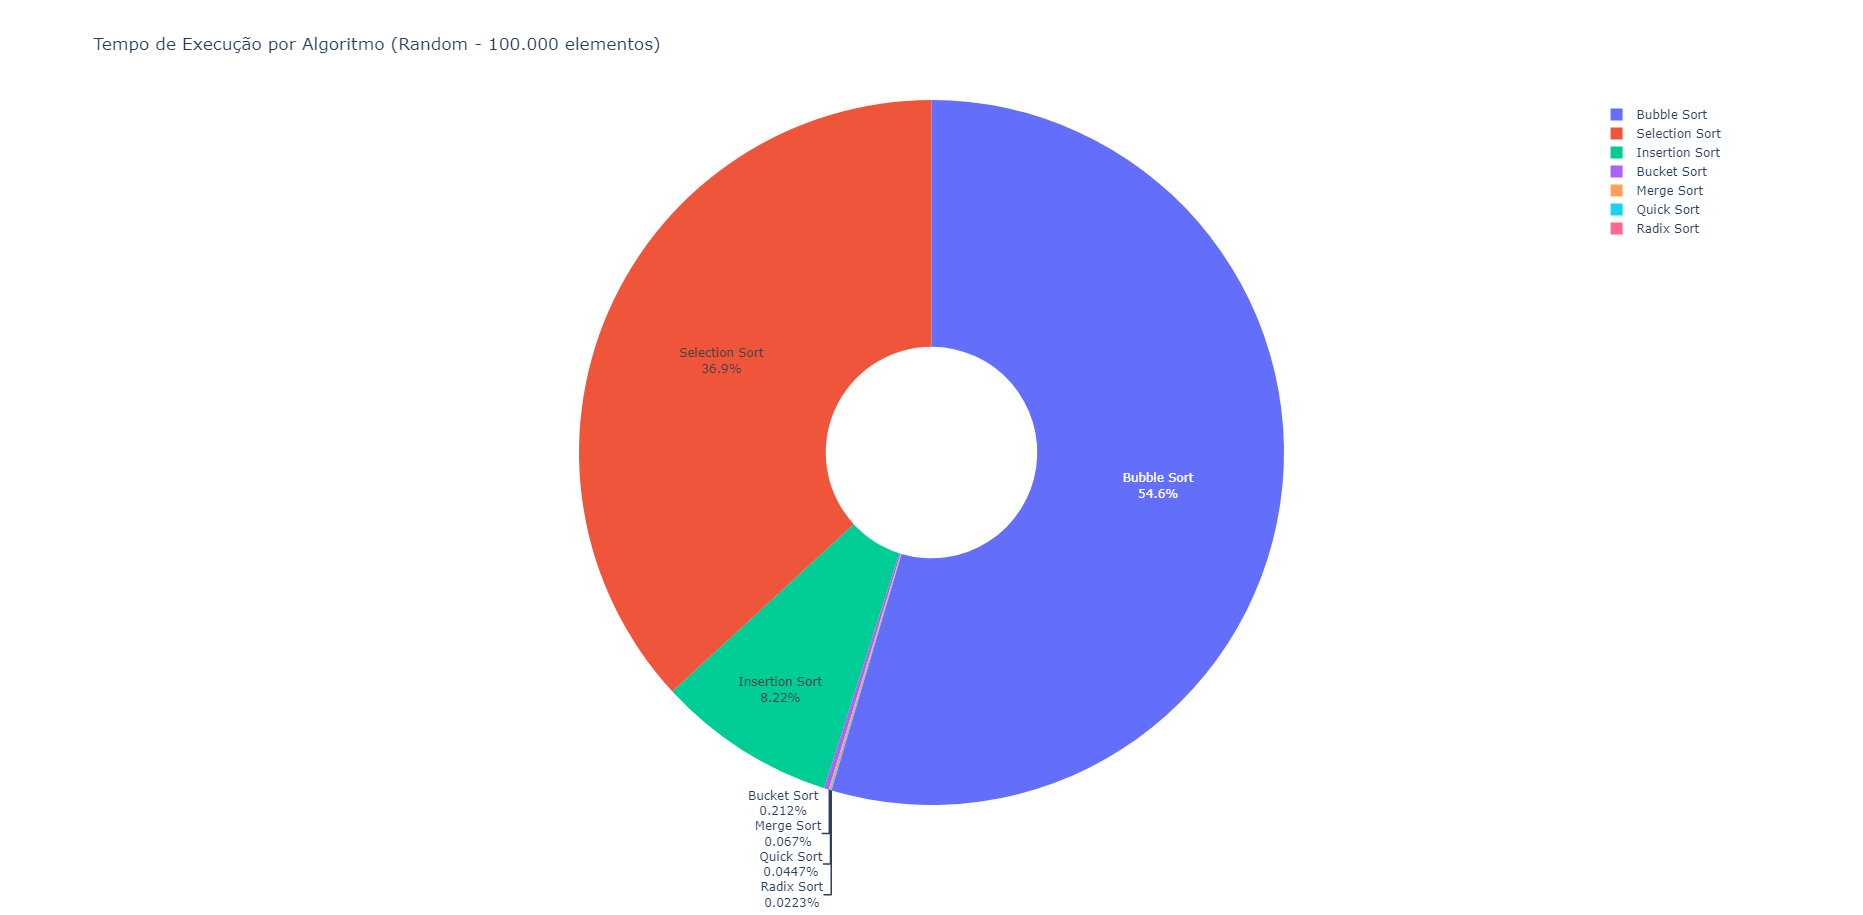 Tempo de Execução por Algoritmo (Random - 100.000 elementos)
Bubble Sort
Selection Sort
Insertion Sort
Bucket Sort
Merge Sort
Quick Sort
Radix Sort
Selection Sort
36.9%
Bubble Sort
54.6%
Insertion Sort
8.22%
Bucket Sort
0.212%
Merge Sort
0.067%
Quick Sort
0.0447%
Radix Sort
0.0223%